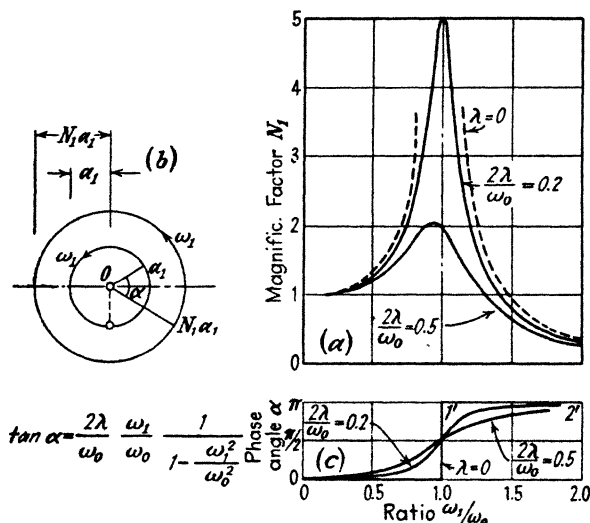 5
4
3
2
1
0
Magnific. Factor N₁
λ=0
2λ/ω₀ = 0.2
2λ/ω₀ = 0.5
(a)
N₁a₁
a₁
(b)
ω₁
ω₁
O
a₁
α
N₁a₁
tan α = 2λ/ω₀ ω₁/ω₀ 1/(1-ω₁²/ω₀²)
Phase angle α
π
π/2
0
2λ/ω₀ = 0.2
1'
2'
(c)
λ=0
2λ/ω₀ = 0.5
0 0.5 1.0 1.5 2.0
Ratio ω₁/ω₀